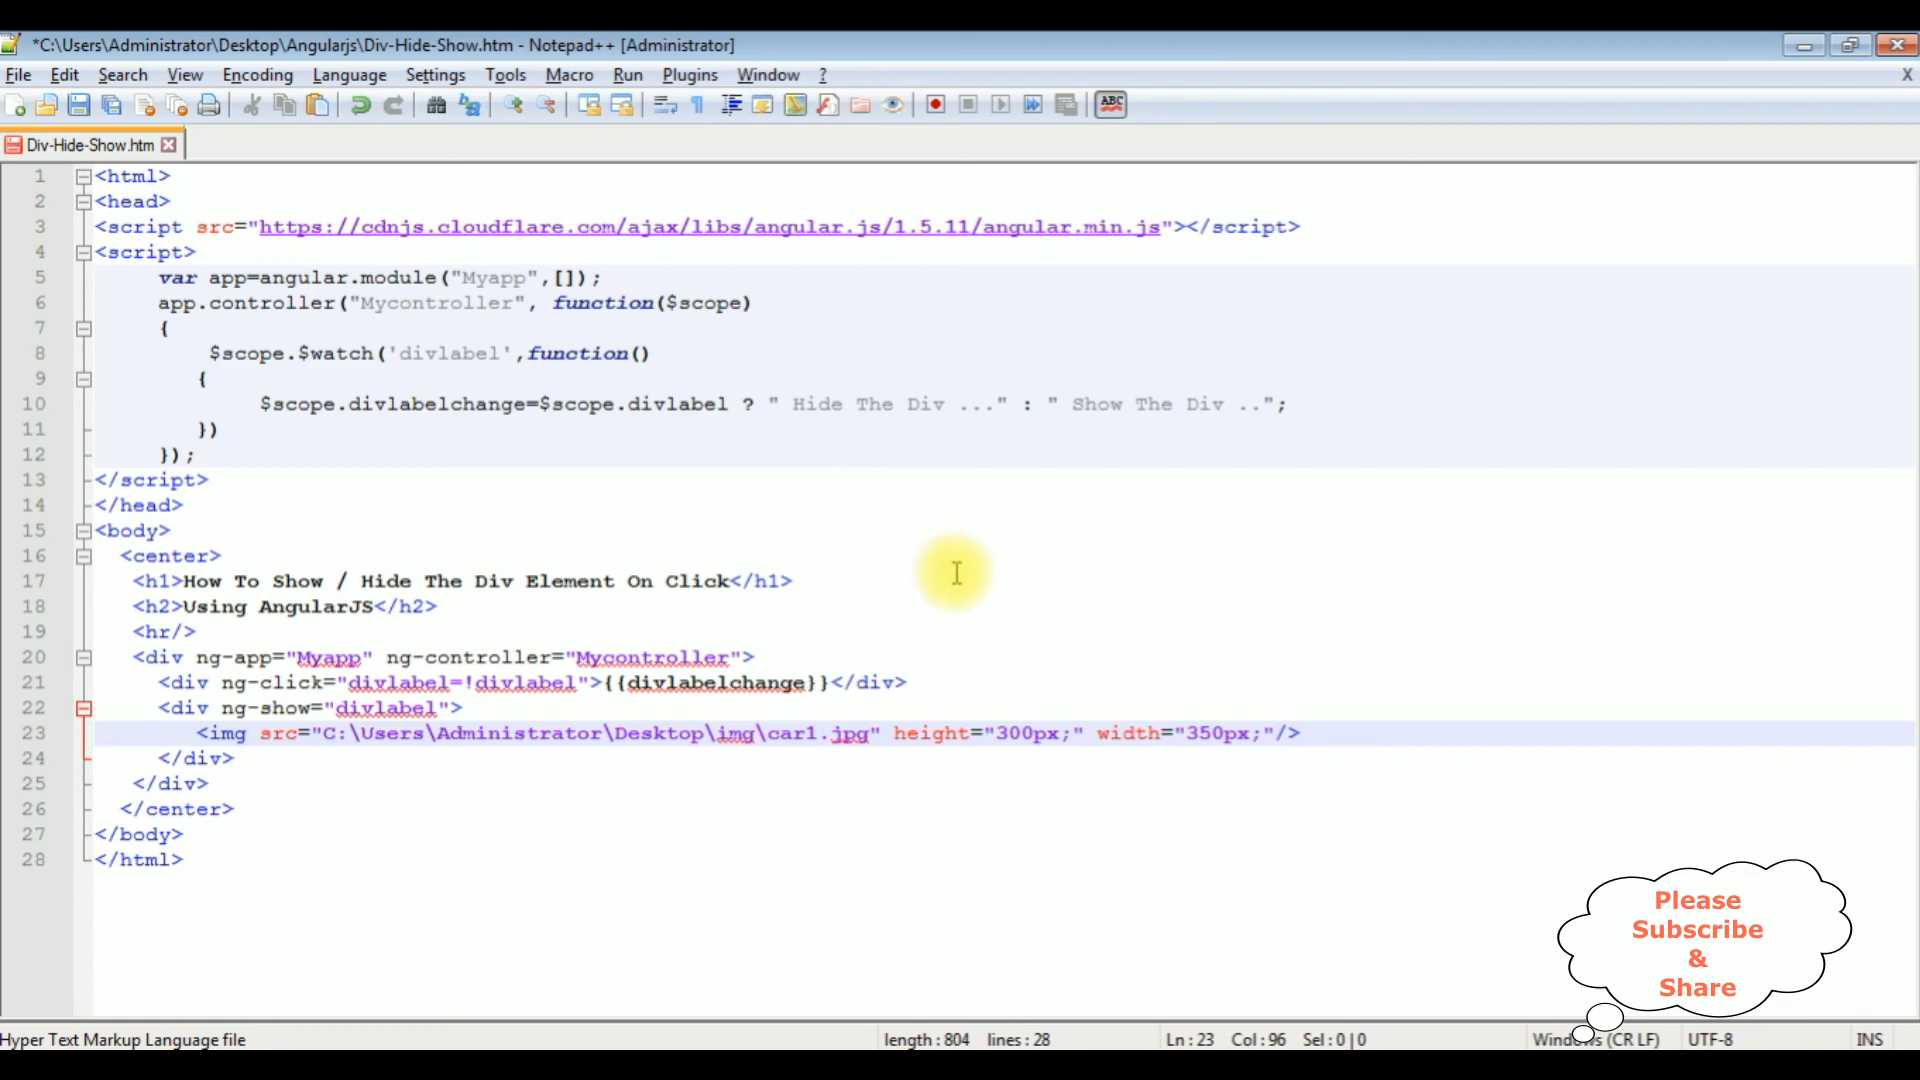 *C:\Users\Administrator\Desktop\Angularjs\Div-Hide-Show.htm - Notepad++ [Administrator]
File Edit Search View Encoding Language Settings Tools Macro Run Plugins Window ? X
ABC
Div-Hide-Show.htm
1 <html>
2 <head>
3 <script src="https://cdnjs.cloudflare.com/ajax/libs/angular.js/1.5.11/angular.min.js"></script>
4 <script>
5 var app=angular.module("Myapp",[]);
6 app.controller("Mycontroller", function($scope)
7 {
8 $scope.$watch('divlabel',function()
9 {
10 $scope.divlabelchange=$scope.divlabel ? " Hide The Div ..." : " Show The Div ..";
11 })
12 });
13 </script>
14 </head>
15 <body>
16 <center>
17 <h1>How To Show / Hide The Div Element On Click</h1>
18 <h2>Using AngularJS</h2>
19 <hr/>
20 <div ng-app="Myapp" ng-controller="Mycontroller">
21 <div ng-click="divlabel=!divlabel">{{divlabelchange}}</div>
22 <div ng-show="divlabel">
23 <img src="C:\Users\Administrator\Desktop\img\car1.jpg" height="300px;" width="350px;"/>
24 </div>
25 </div>
26 </center>
27 </body>
28 </html>
Please
Subscribe
&
Share
Hyper Text Markup Language file length : 804 lines : 28 Ln : 23 Col : 96 Sel : 0 | 0 Windows (CR LF) UTF-8 INS